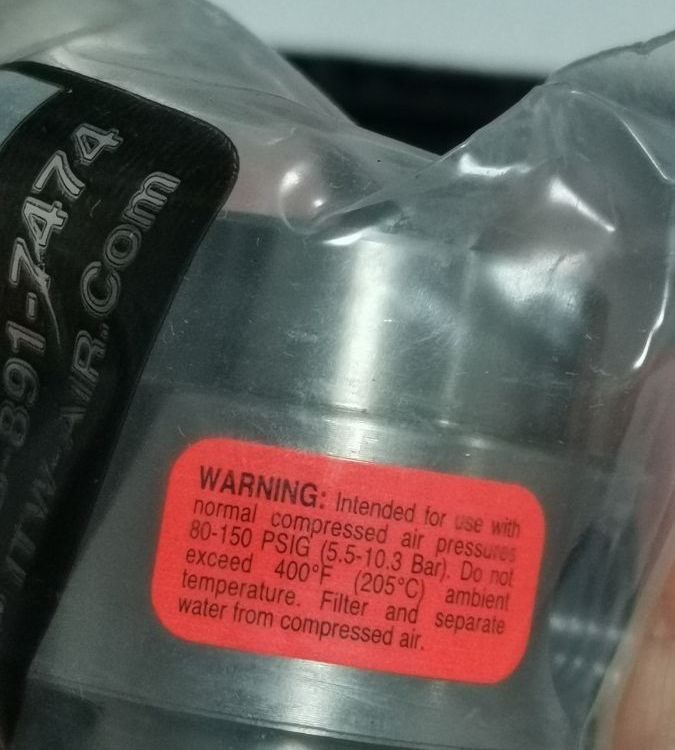 891-7474
AIR.Com
WARNING: Intended for use with
normal compressed air pressures
80-150 PSIG (5.5-10.3 Bar). Do not
exceed 400°F (205°C) ambient
temperature. Filter and separate
water from compressed air.